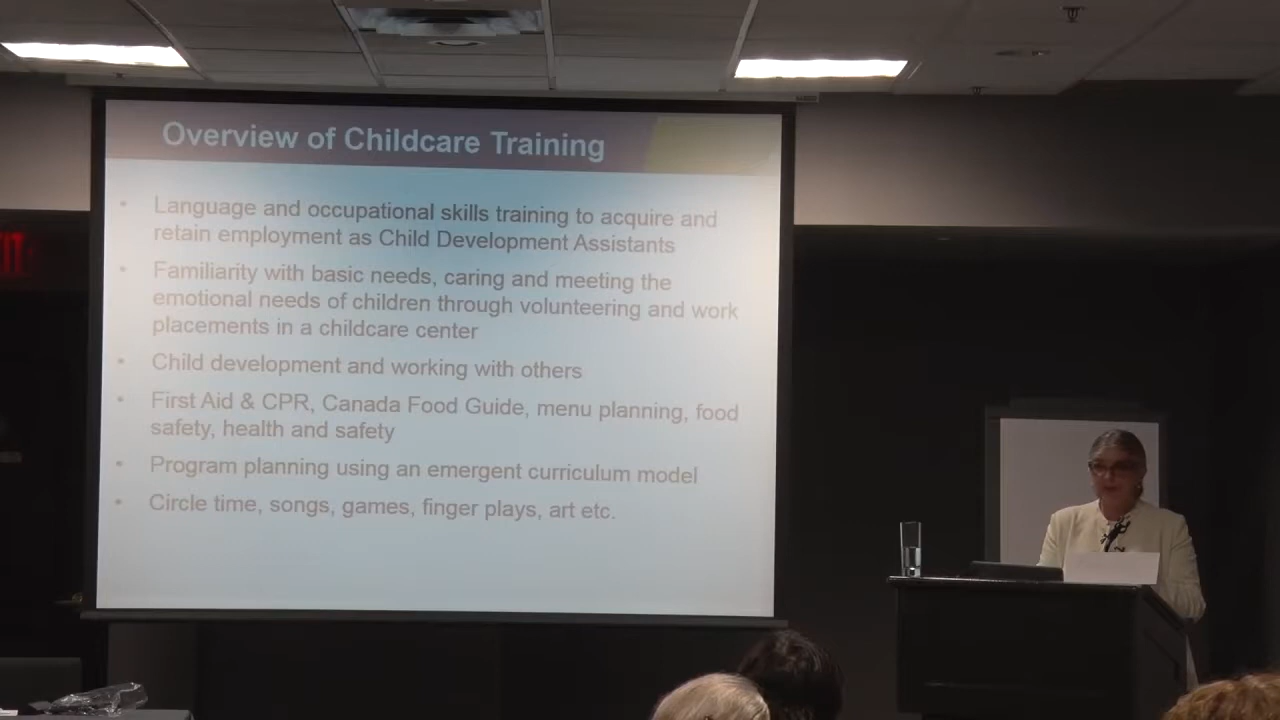 Overview of Childcare Training
• Language and occupational skills training to acquire and
retain employment as Child Development Assistants
• Familiarity with basic needs, caring and meeting the
emotional needs of children through volunteering and work
placements in a childcare center
• Child development and working with others
• First Aid & CPR, Canada Food Guide, menu planning, food
safety, health and safety
• Program planning using an emergent curriculum model
• Circle time, songs, games, finger plays, art etc.